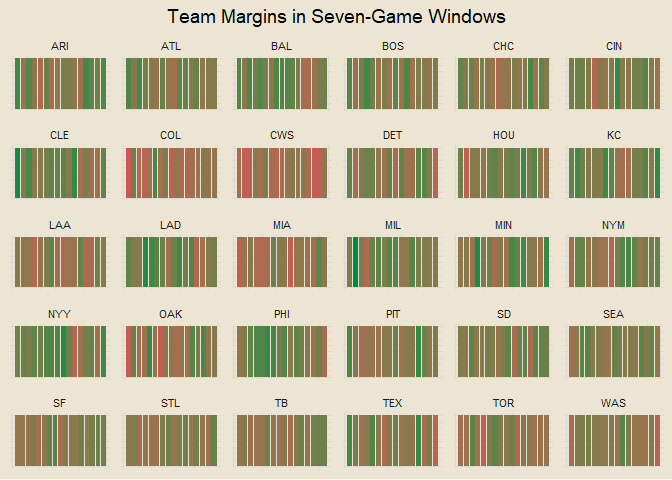 Team Margins in Seven-Game Windows
ARI ATL BAL BOS CHC CIN
CLE COL CWS DET HOU KC
LAA LAD MIA MIL MIN NYM
NYY OAK PHI PIT SD SEA
SF STL TB TEX TOR WAS